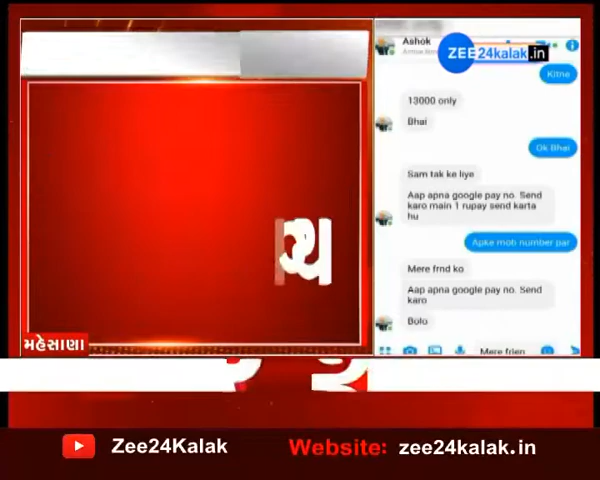 Ashok
ZEE24kalak.in
Kitne
13000 only
Bhai
Ok Bhai
Sam tak ke liye
Aap apna google pay no. Send
karo main 1 rupay send karta
hu
Apke mob number par
Mere frnd ko
Aap apna google pay no. Send
karo
Bolo
Mere frien
મહેસાણા
Zee24Kalak
Website: zee24kalak.in